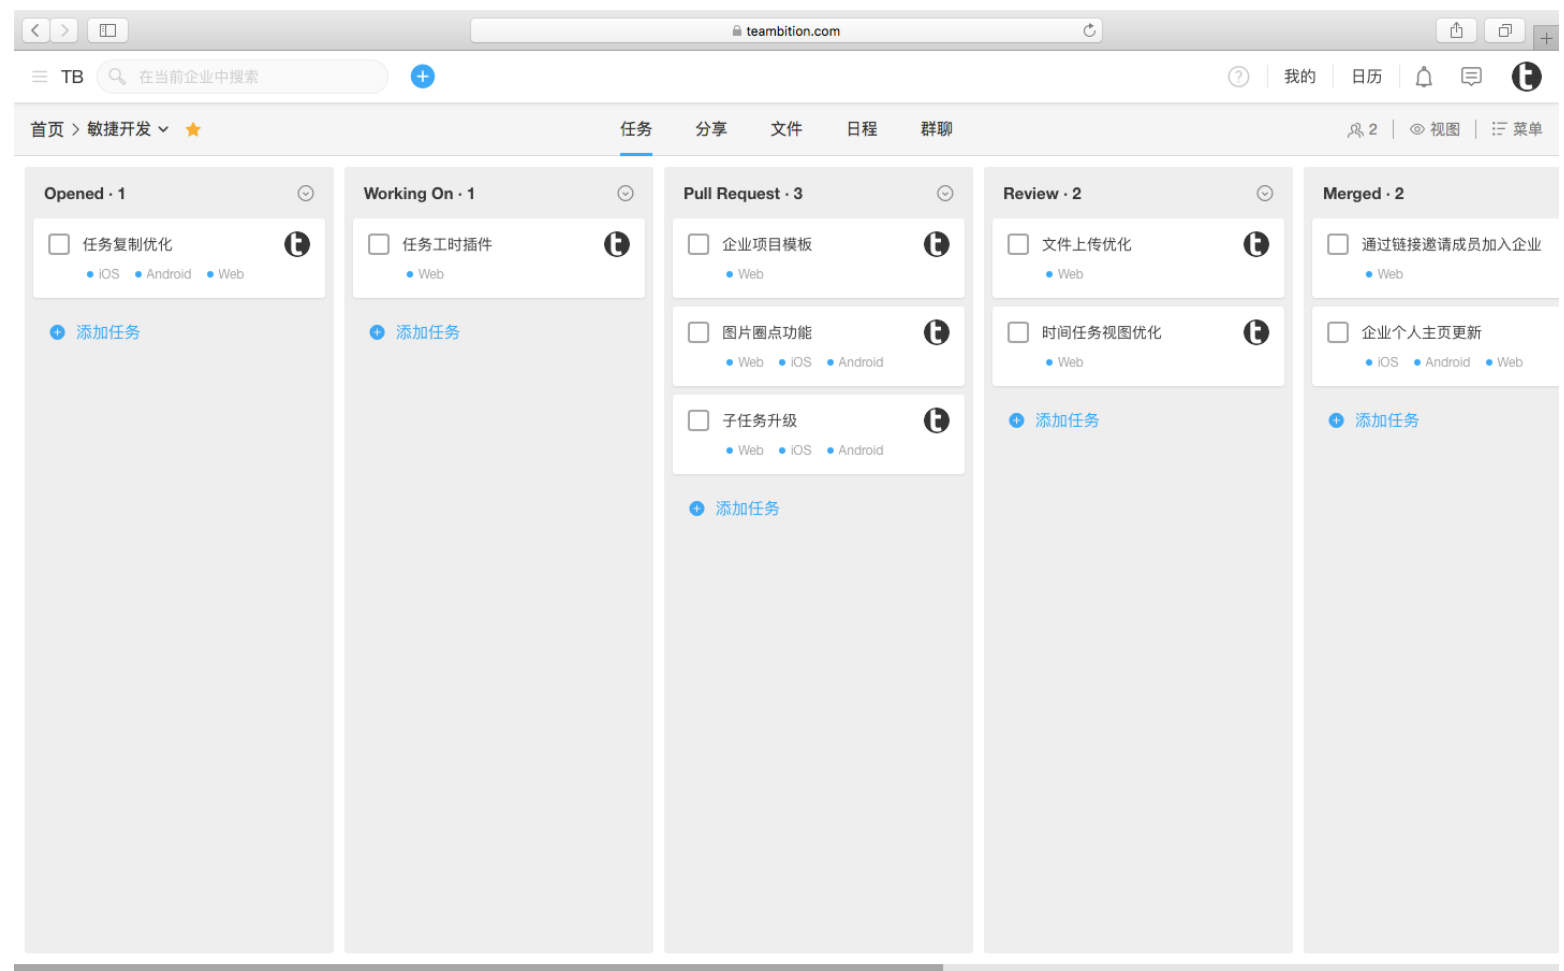 teambition.com
TB 在当前企业中搜索 我的 日历
首页 > 敏捷开发 任务 分享 文件 日程 群聊 2 视图 菜单
Opened · 1
任务复制优化
iOS Android Web
添加任务
Working On · 1
任务工时插件
Web
添加任务
Pull Request · 3
企业项目模板
Web
图片圈点功能
Web iOS Android
子任务升级
Web iOS Android
添加任务
Review · 2
文件上传优化
Web
时间任务视图优化
Web
添加任务
Merged · 2
通过链接邀请成员加入企业
Web
企业个人主页更新
iOS Android Web
添加任务